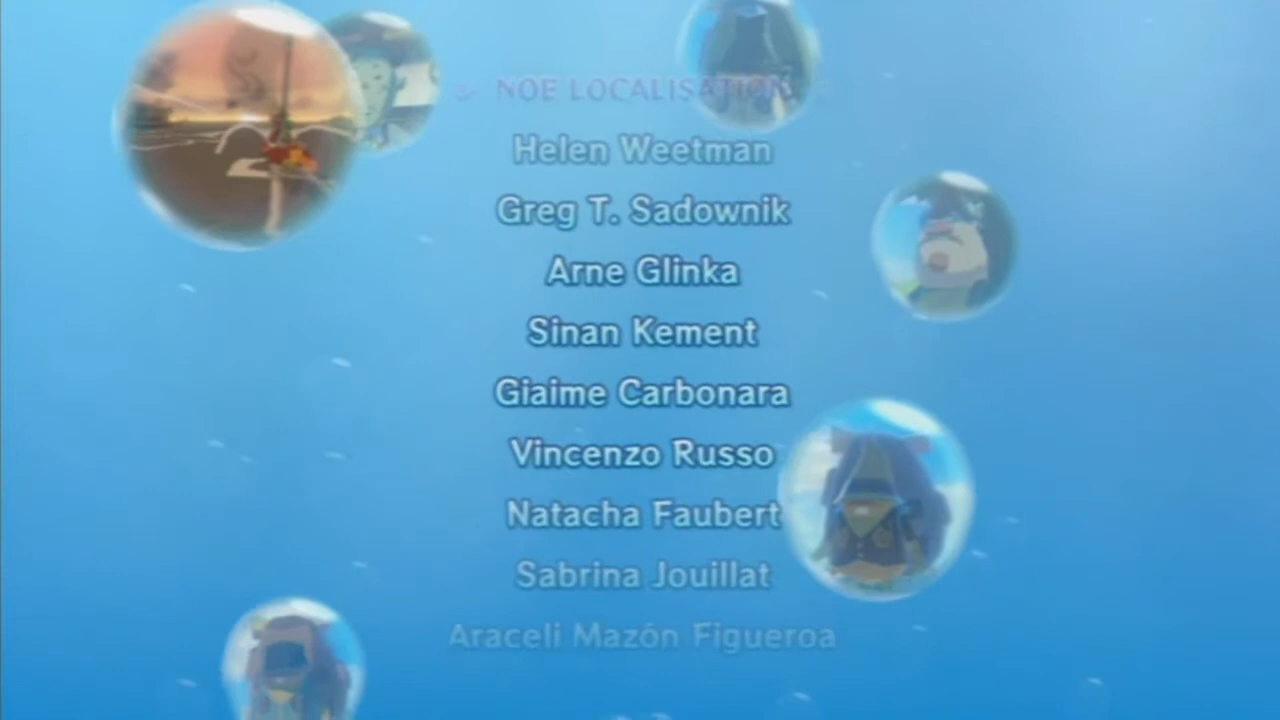 NOE LOCALISATION
Helen Weetman
Greg T. Sadownik
Arne Glinka
Sinan Kement
Giaime Carbonara
Vincenzo Russo
Natacha Faubert
Sabrina Jouillat
Araceli Mazón Figueroa